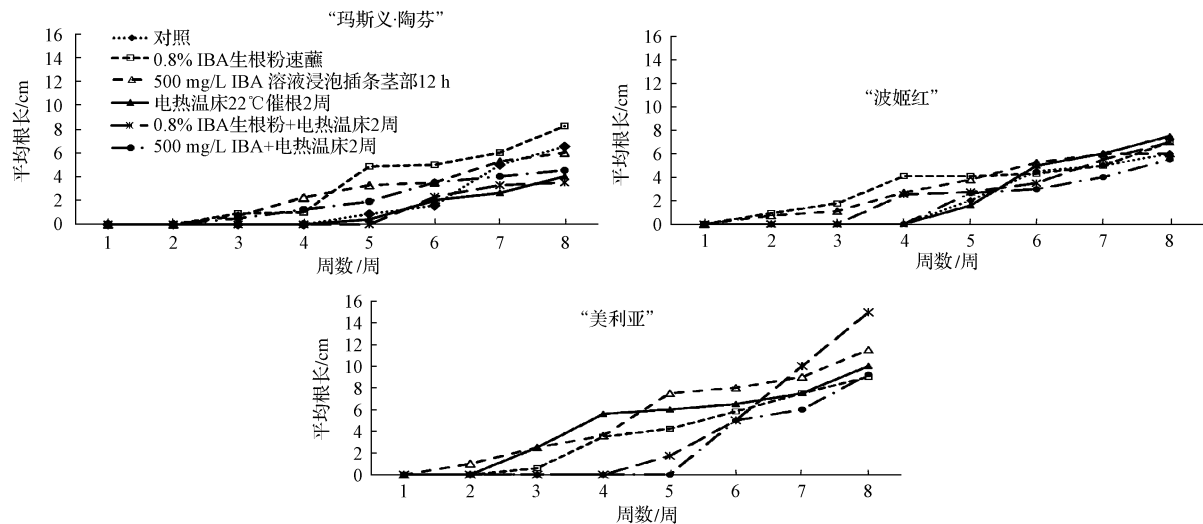 “玛斯义·陶芬”
对照
0.8% IBA生根粉速蘸
500 mg/L IBA 溶液浸泡插条茎部12 h
电热温床22℃催根2周
0.8% IBA生根粉+电热温床2周
500 mg/L IBA+电热温床2周
平均根长/cm
16
14
12
10
8
6
4
2
0
1 2 3 4 5 6 7 8
周数/周
“波姬红”
平均根长/cm
16
14
12
10
8
6
4
2
0
1 2 3 4 5 6 7 8
周数/周
“美利亚”
平均根长/cm
16
14
12
10
8
6
4
2
0
1 2 3 4 5 6 7 8
周数/周